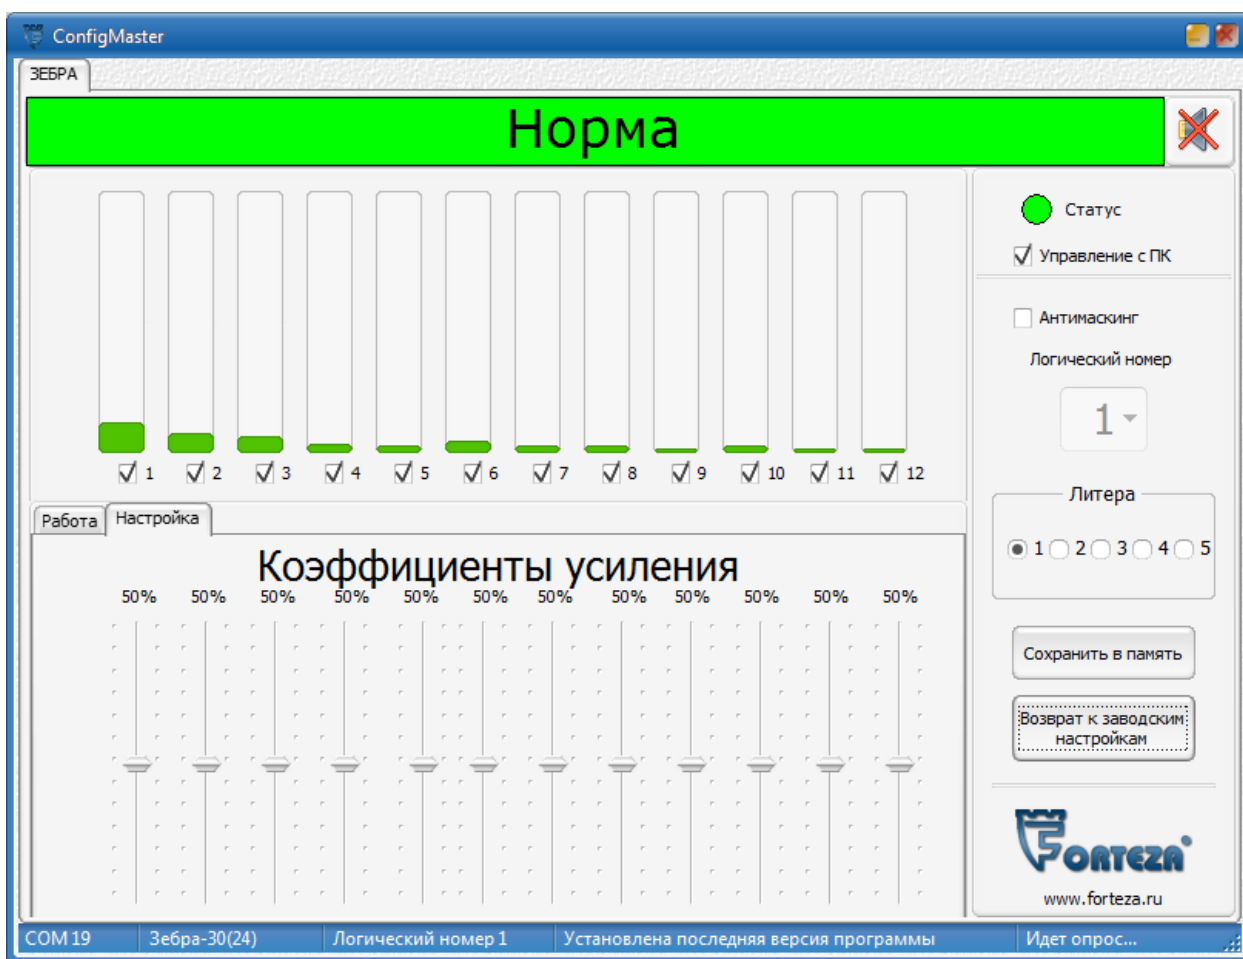 ConfigMaster
ЗЕБРА
Норма
1 2 3 4 5 6 7 8 9 10 11 12
Статус
Управление с ПК
Антимаскинг
Логический номер
1
Литера
1 2 3 4 5
Сохранить в память
Возврат к заводским
настройкам
FORTEZA
www.forteza.ru
Работа Настройка
Коэффициенты усиления
50% 50% 50% 50% 50% 50% 50% 50% 50% 50% 50% 50%
COM 19 Зебра-30(24) Логический номер 1 Установлена последняя версия программы Идет опрос...